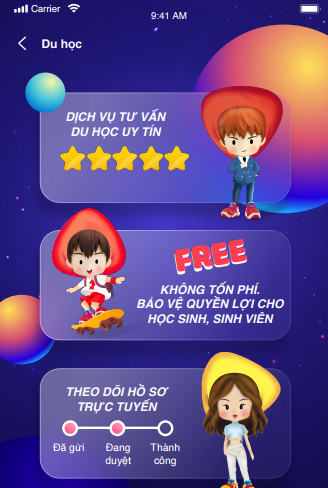 Carrier
9:41 AM
Du học
DỊCH VỤ TƯ VẤN
DU HỌC UY TÍN
FREE
KHÔNG TỐN PHÍ.
BẢO VỆ QUYỀN LỢI CHO
HỌC SINH, SINH VIÊN
THEO DÕI HỒ SƠ
TRỰC TUYẾN
Đã gửi
Đang
duyệt
Thành
công